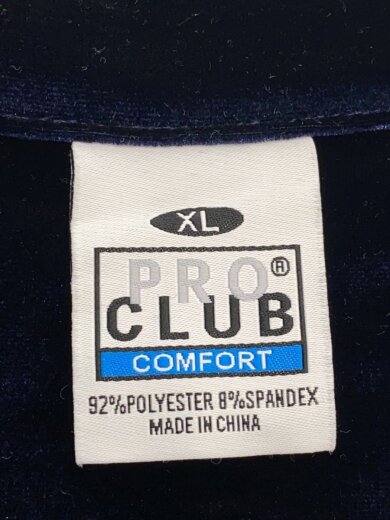 XL
PRO®
CLUB
COMFORT
92%POLYESTER 8%SPANDEX
MADE IN CHINA